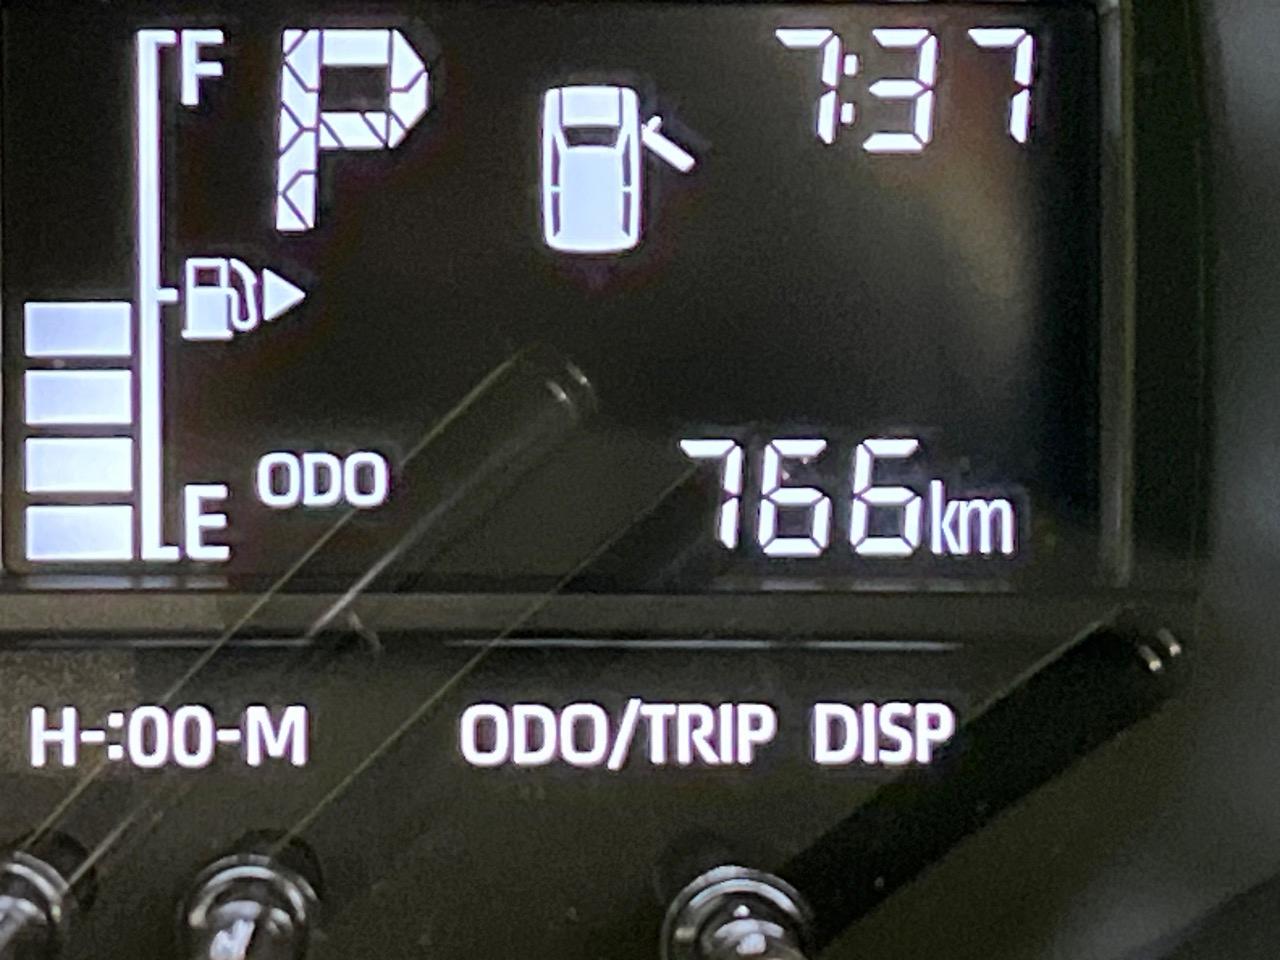 F P 7:37
E ODO 766km
H-:00-M ODO/TRIP DISP